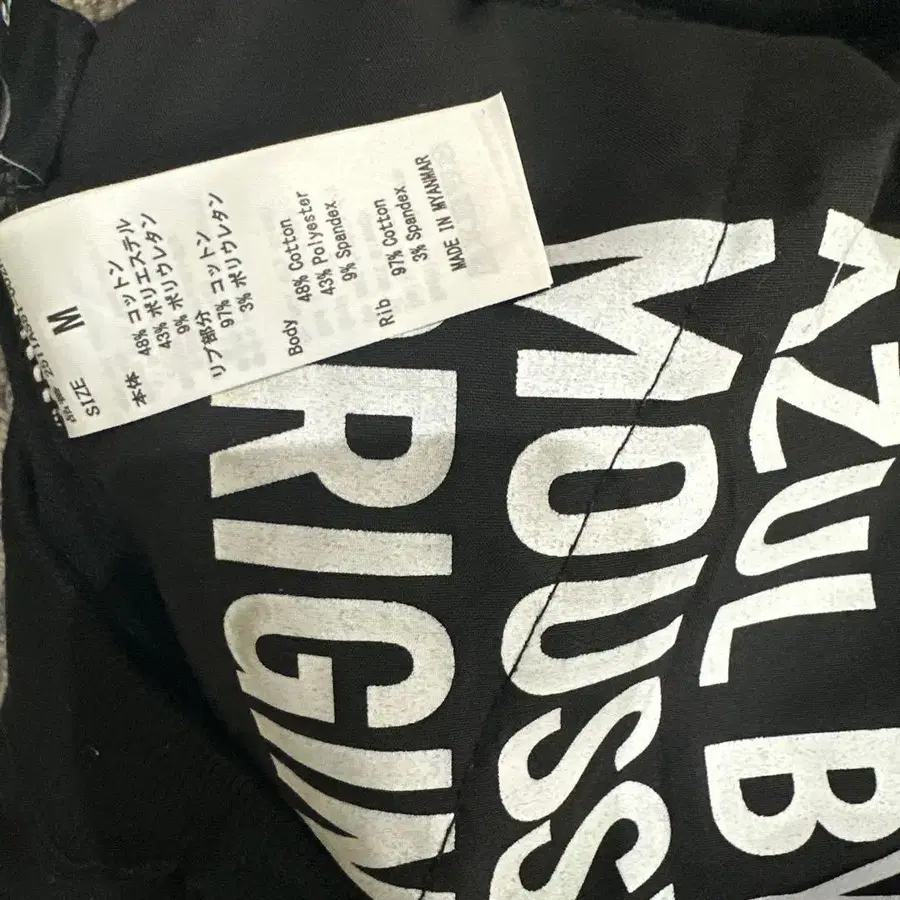 SIZE M
本体
48% コットン
43% ポリエステル
9% ポリウレタン
リブ部分
97% コットン
3% ポリウレタン
Body
48% Cotton
43% Polyester
9% Spandex
Rib
97% Cotton
3% Spandex
MADE IN MYANMAR
AZUL B
MOUSS
RIGIN